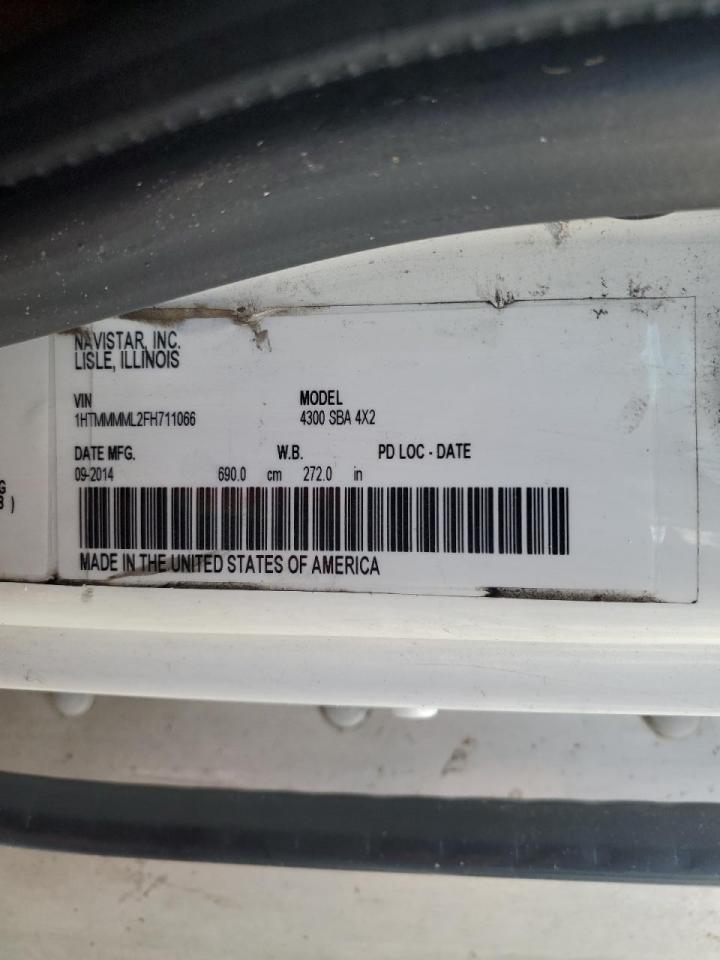 NAVISTAR, INC.
LISLE, ILLINOIS
VIN MODEL
1HTMMMML2FH711066 4300 SBA 4X2
DATE MFG. W.B. PD LOC - DATE
09-2014 690.0 cm 272.0 in
MADE IN THE UNITED STATES OF AMERICA